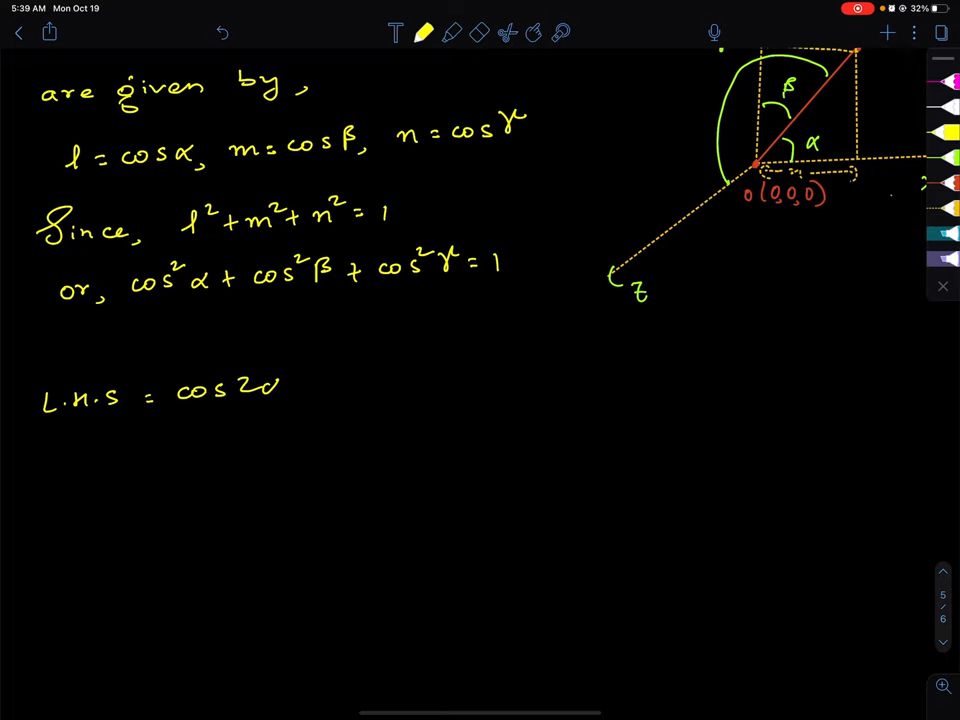 5:39 AM Mon Oct 19
32%
are given by,
l = cosα, m = cosβ, n = cosγ
Since, l² + m² + n² = 1
or, cos²α + cos²β + cos²γ = 1
L.H.S = cos2α
β
α
O(0,0,0)
Z
5
/
6